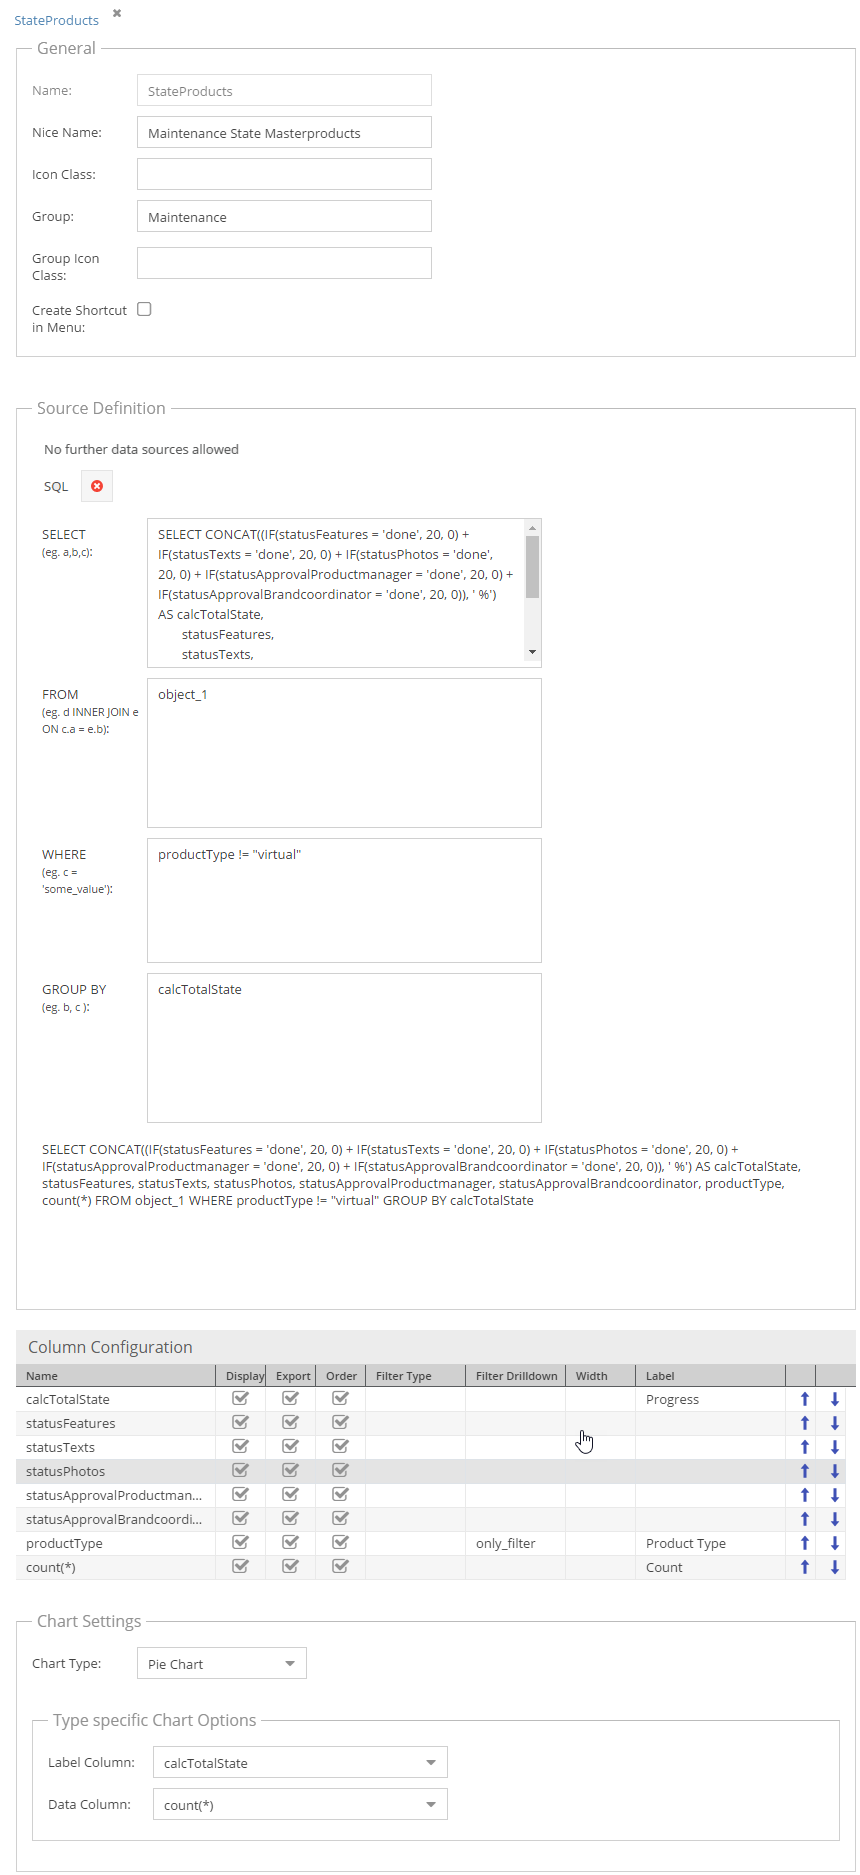 StateProducts
General
Name: StateProducts
Nice Name: Maintenance State Masterproducts
Icon Class:
Group: Maintenance
Group Icon
Class:
Create Shortcut
in Menu:
Source Definition
No further data sources allowed
SQL
SELECT
(eg. a,b,c):
SELECT CONCAT((IF(statusFeatures = 'done', 20, 0) +
IF(statusTexts = 'done', 20, 0) + IF(statusPhotos = 'done',
20, 0) + IF(statusApprovalProductmanager = 'done', 20, 0) +
IF(statusApprovalBrandcoordinator = 'done', 20, 0)), ' %')
AS calcTotalState,
statusFeatures,
statusTexts,
FROM
(eg. d INNER JOIN e
ON c.a = e.b):
object_1
WHERE
(eg. c =
'some_value'):
productType != "virtual"
GROUP BY
(eg. b, c ):
calcTotalState
SELECT CONCAT((IF(statusFeatures = 'done', 20, 0) + IF(statusTexts = 'done', 20, 0) + IF(statusPhotos = 'done', 20, 0) +
IF(statusApprovalProductmanager = 'done', 20, 0) + IF(statusApprovalBrandcoordinator = 'done', 20, 0)), ' %') AS calcTotalState,
statusFeatures, statusTexts, statusPhotos, statusApprovalProductmanager, statusApprovalBrandcoordinator, productType,
count(*) FROM object_1 WHERE productType != "virtual" GROUP BY calcTotalState
Column Configuration
Name Display Export Order Filter Type Filter Drilldown Width Label
calcTotalState Progress
statusFeatures
statusTexts
statusPhotos
statusApprovalProductman...
statusApprovalBrandcoordi...
productType only_filter Product Type
count(*) Count
Chart Settings
Chart Type: Pie Chart
Type specific Chart Options
Label Column: calcTotalState
Data Column: count(*)